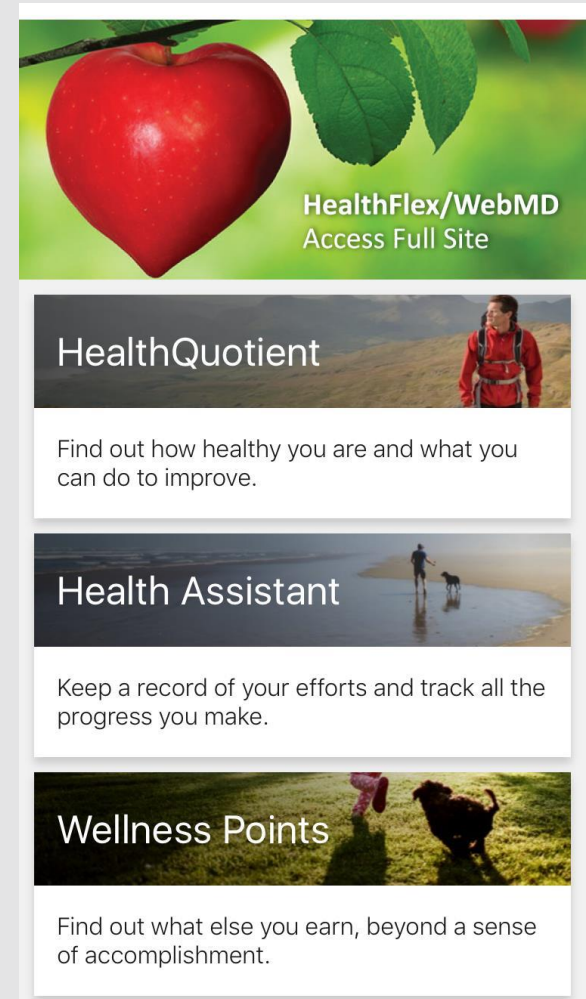 HealthFlex/WebMD
Access Full Site
HealthQuotient
Find out how healthy you are and what you
can do to improve.
Health Assistant
Keep a record of your efforts and track all the
progress you make.
Wellness Points
Find out what else you earn, beyond a sense
of accomplishment.